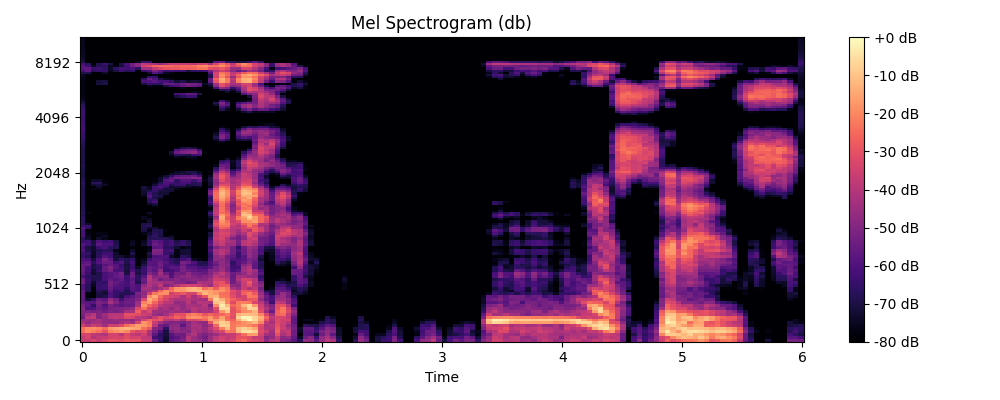 Mel Spectrogram (db)
8192
4096
2048
1024
512
0
Hz
0 1 2 3 4 5 6
Time
+0 dB
-10 dB
-20 dB
-30 dB
-40 dB
-50 dB
-60 dB
-70 dB
-80 dB